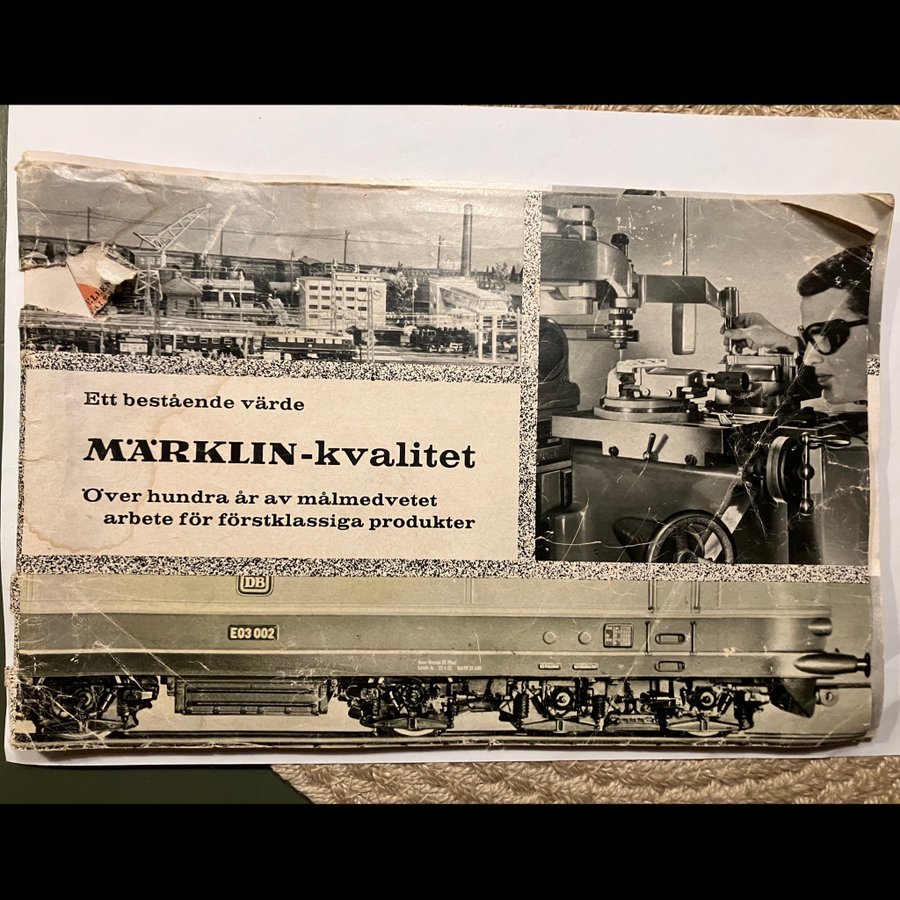 Ett bestående värde
MÄRKLIN-kvalitet
Över hundra år av målmedvetet
arbete för förstklassiga produkter
DB
E03 002